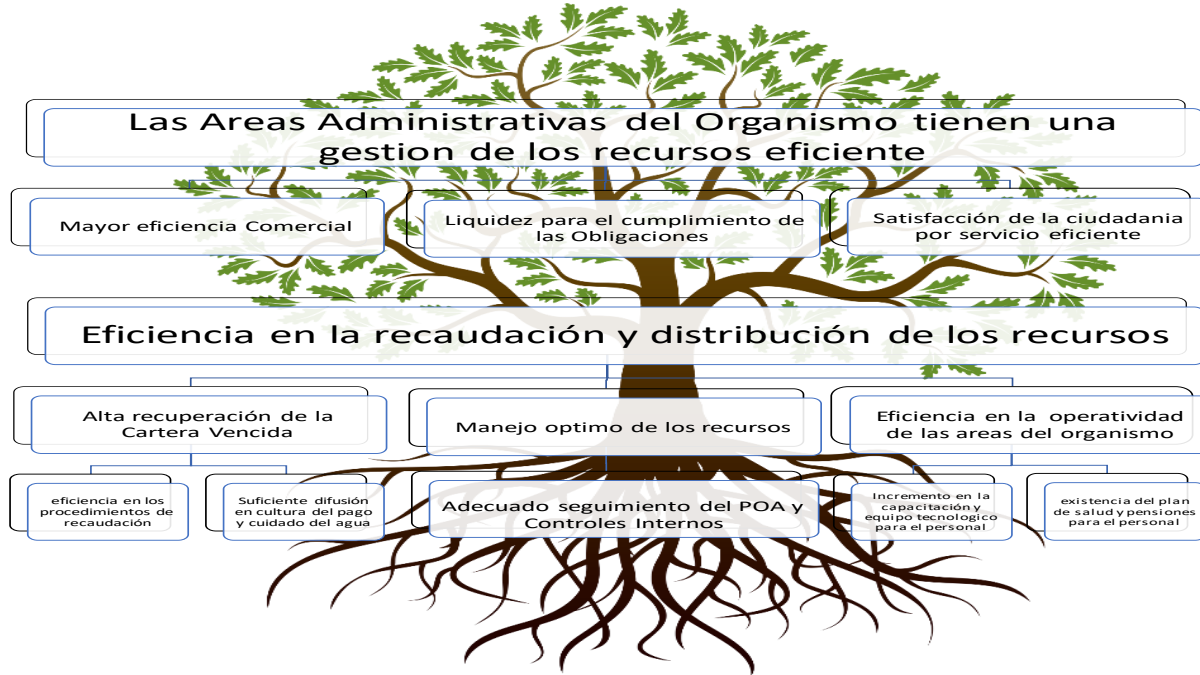 Las Areas Administrativas del Organismo tienen una
gestion de los recursos eficiente
Mayor eficiencia Comercial
Liquidez para el cumplimiento de
las Obligaciones
Satisfacción de la ciudadania
por servicio eficiente
Eficiencia en la recaudación y distribución de los recursos
Alta recuperación de la
Cartera Vencida
Manejo optimo de los recursos
Eficiencia en la operatividad
de las areas del organismo
eficiencia en los
procedimientos de
recaudación
Suficiente difusión
en cultura del pago
y cuidado del agua
Adecuado seguimiento del POA y
Controles Internos
Incremento en la
capacitación y
equipo tecnologico
para el personal
existencia del plan
de salud y pensiones
para el personal